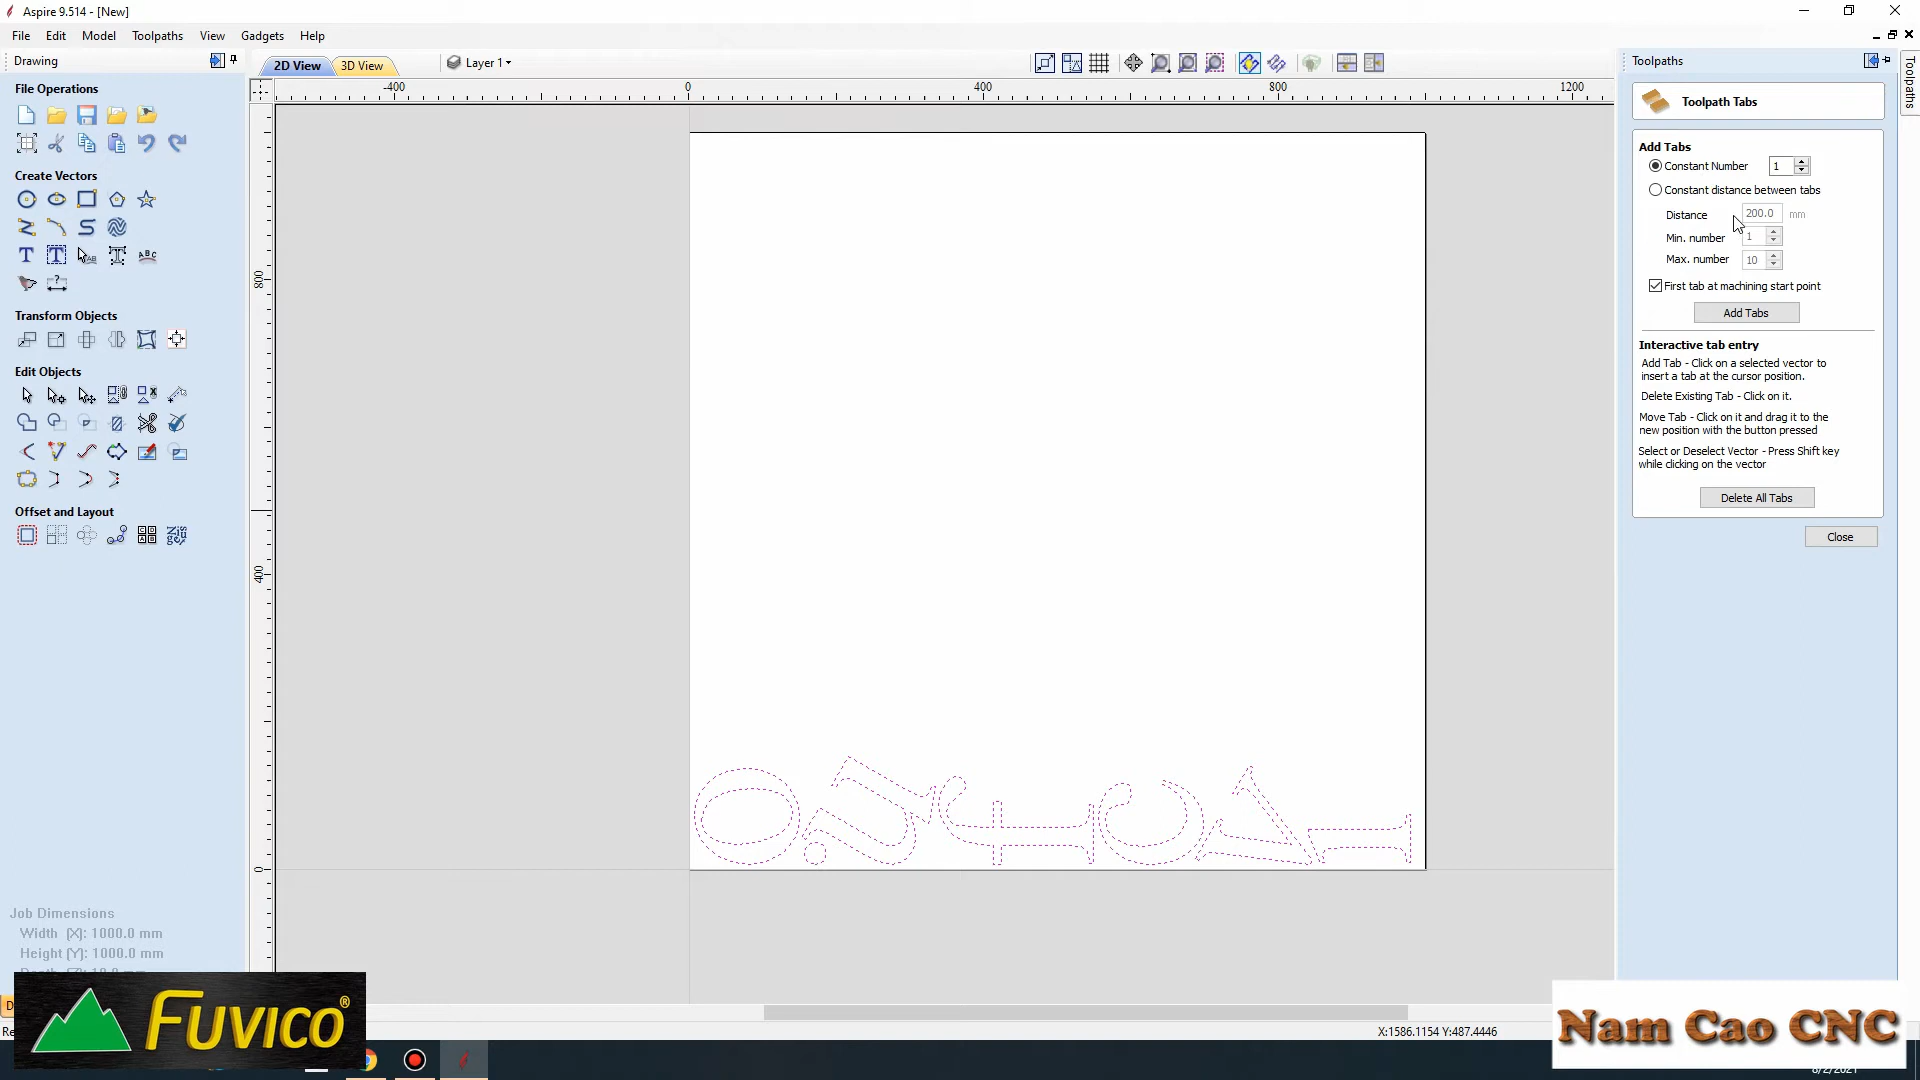 Aspire 9.514 - [New]
File Edit Model Toolpaths View Gadgets Help
Drawing
2D View 3D View Layer 1
Toolpaths
Toolpaths
File Operations
-400 0 400 800 1200
Toolpath Tabs
Add Tabs
Constant Number 1
Create Vectors
Constant distance between tabs
Distance 200.0 mm
Min. number 1
Max. number 10
First tab at machining start point
800
Add Tabs
Transform Objects
Interactive tab entry
Add Tab - Click on a selected vector to
insert a tab at the cursor position.
Edit Objects
Delete Existing Tab - Click on it.
Move Tab - Click on it and drag it to the
new position with the button pressed
Select or Deselect Vector - Press Shift key
while clicking on the vector
Delete All Tabs
Offset and Layout
Close
400
0
Job Dimensions
Width (X): 1000.0 mm
Height (Y): 1000.0 mm
X:1586.1154 Y:487.4446
FUVICO®
Nam Cao CNC
8/2/2021